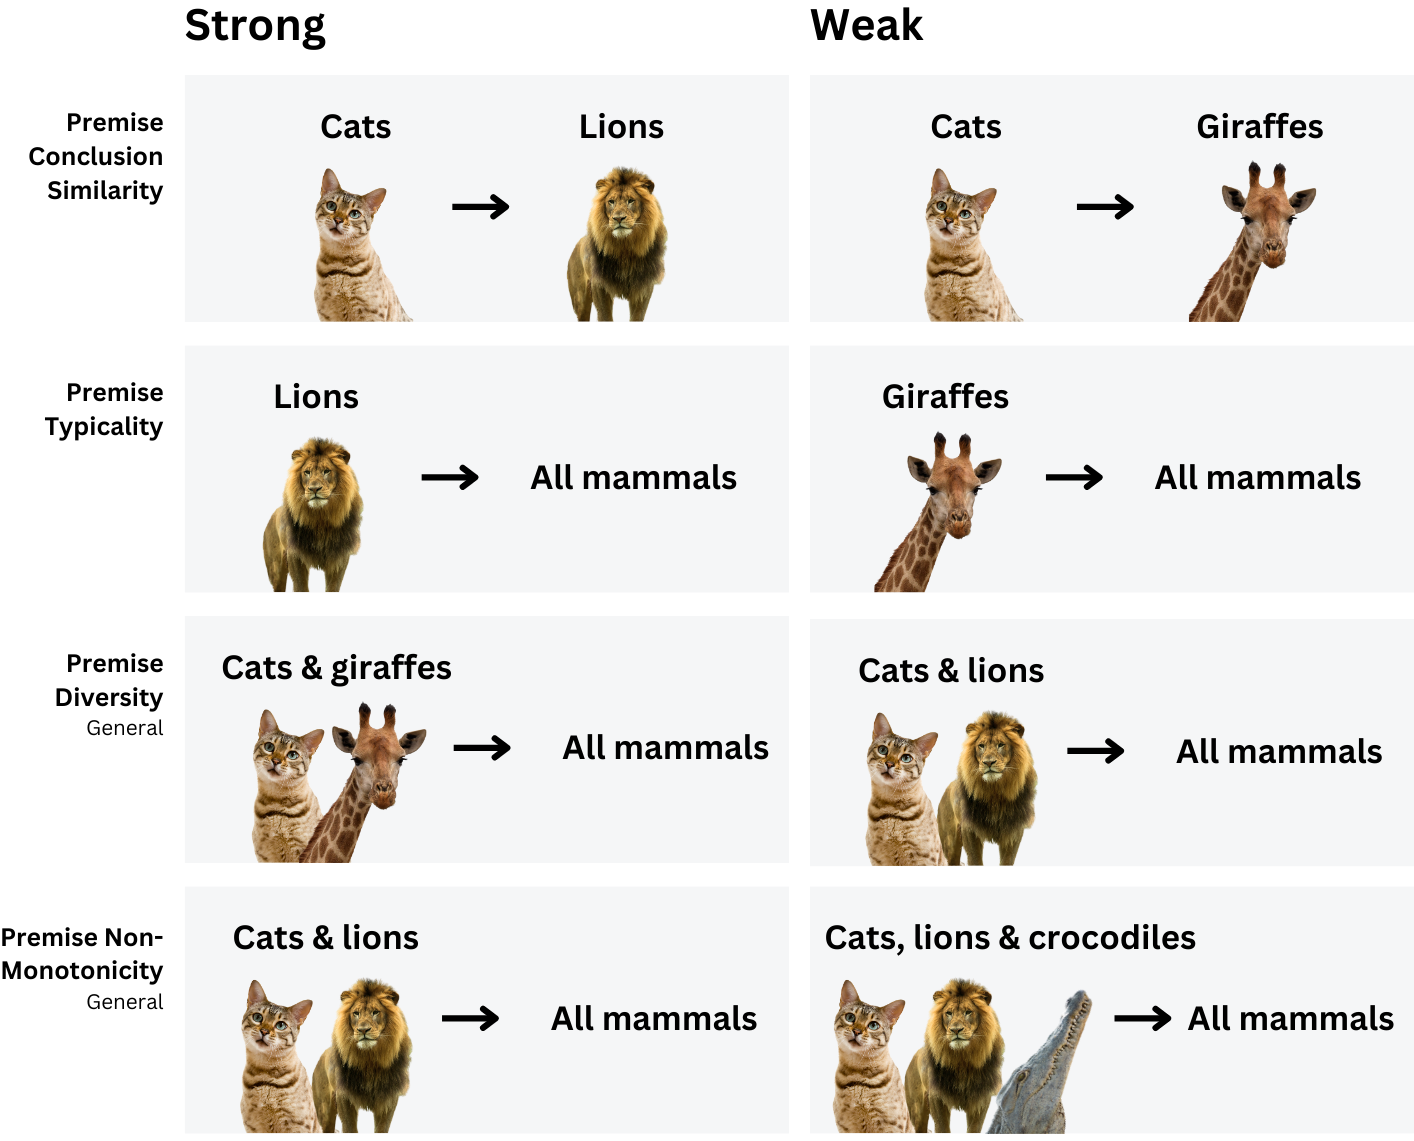 Strong
Weak
Premise
Conclusion
Similarity
Cats
Lions
Cats
Giraffes
Premise
Typicality
Lions
All mammals
Giraffes
All mammals
Premise
Diversity
General
Cats & giraffes
All mammals
Cats & lions
All mammals
Premise Non-
Monotonicity
General
Cats & lions
All mammals
Cats, lions & crocodiles
All mammals